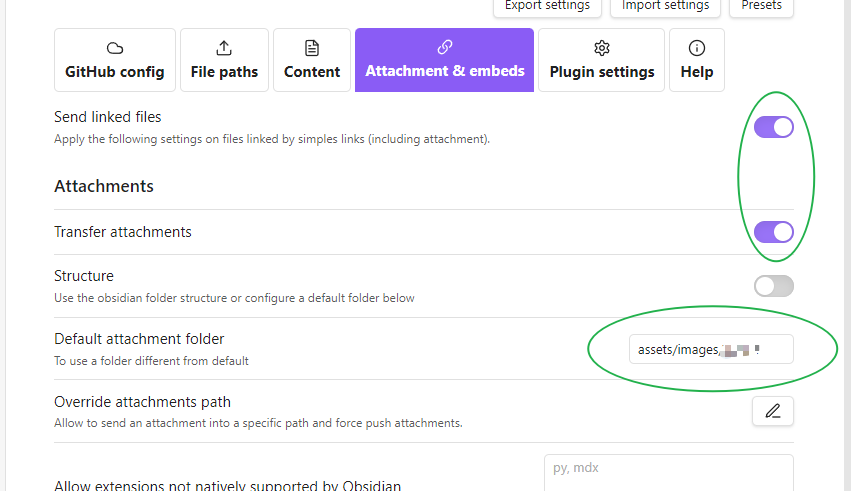 Export settings
Import settings
Presets
GitHub config
File paths
Content
Attachment & embeds
Plugin settings
Help
Send linked files
Apply the following settings on files linked by simples links (including attachment).
Attachments
Transfer attachments
Structure
Use the obsidian folder structure or configure a default folder below
Default attachment folder
To use a folder different from default
assets/images
Override attachments path
Allow to send an attachment into a specific path and force push attachments.
Allow extensions not natively supported by Obsidian
py, mdx